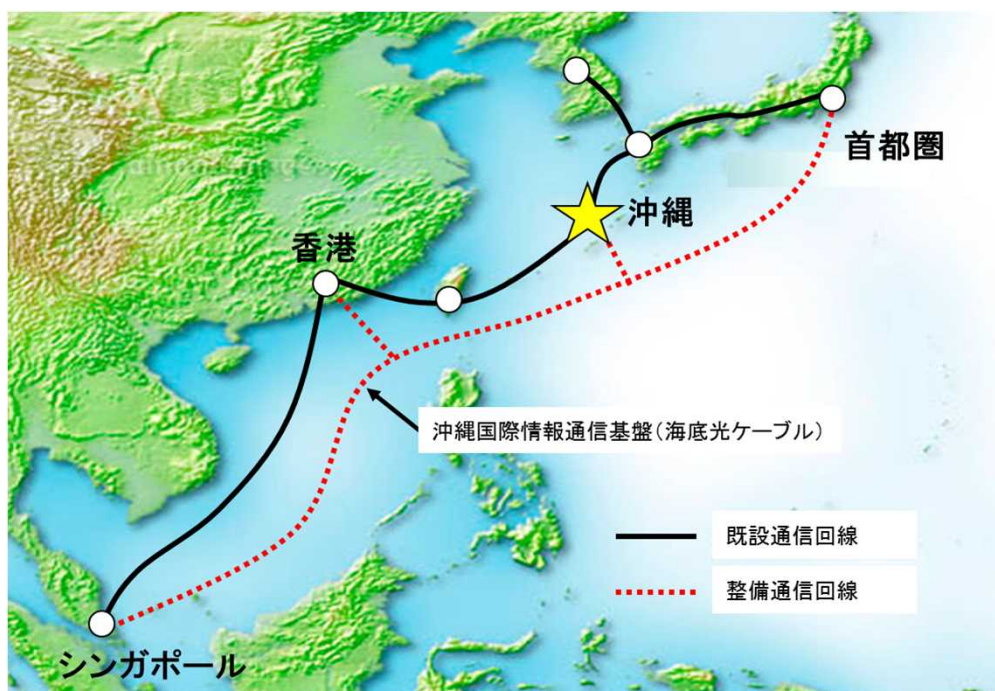 首都圏
沖縄
香港
沖縄国際情報通信基盤(海底光ケーブル)
既設通信回線
整備通信回線
シンガポール